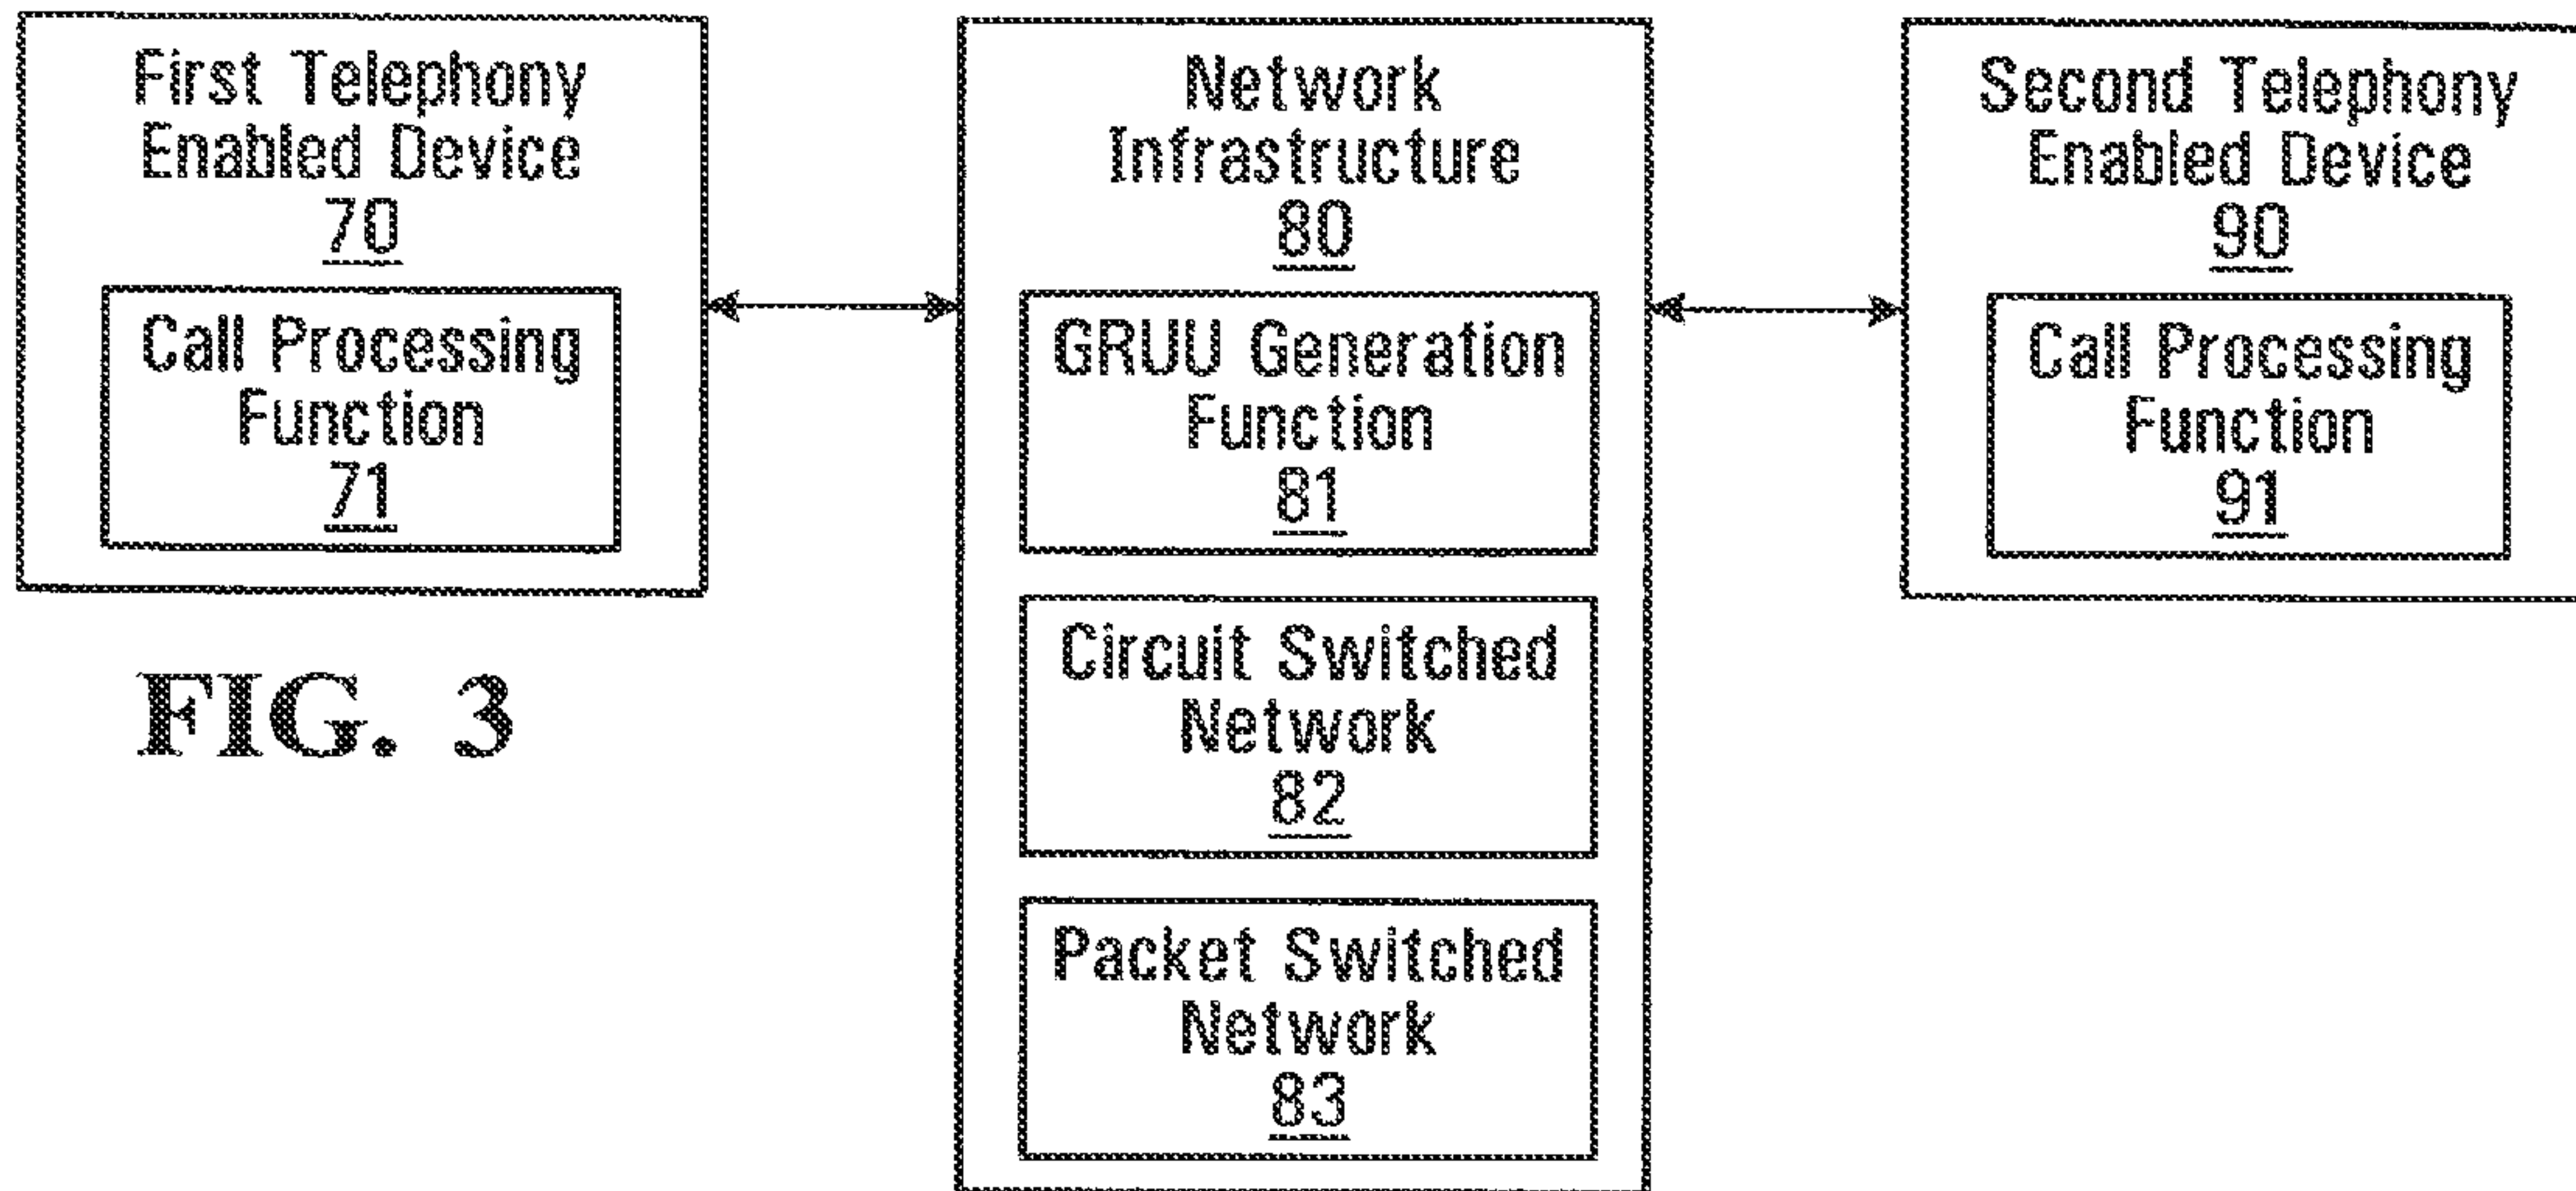 First Telephony
Enabled Device
70
Call Processing
Function
71
FIG. 3
Network
Infrastructure
80
GRUU Generation
Function
81
Circuit Switched
Network
82
Packet Switched
Network
83
Second Telephony
Enabled Device
90
Call Processing
Function
91